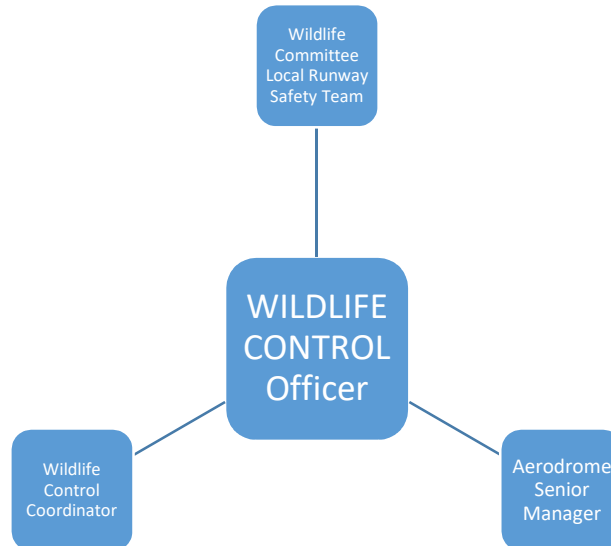 Wildlife
Committee
Local Runway
Safety Team
WILDLIFE
CONTROL
Officer
Wildlife
Control
Coordinator
Aerodrome
Senior
Manager